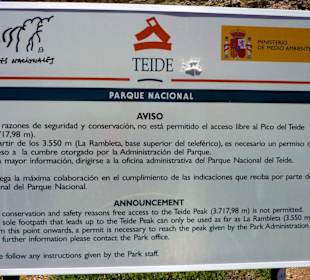 ES NACIONALES
TEIDE
MINISTERIO
DE MEDIO AMBIENTE
PARQUE NACIONAL
AVISO
razones de seguridad y conservación, no está permitido el acceso libre al Pico del Teide
717,98 m).
artir de los 3.550 m (La Rambleta, base superior del teleférico), es necesario un permiso
eso a la cumbre otorgado por la Administración del Parque.
a mayor información, dirigirse a la oficina administrativa del Parque Nacional del Teide.
ega la máxima colaboración en el cumplimiento de las indicaciones que reciba por parte de
onal del Parque Nacional.
ANNOUNCEMENT
conservation and safety reasons free access to the Teide Peak (3.717,98 m) is not permitted.
sole footpath that leads up to the Teide Peak can only be used as far as La Rambleta (3.550 m
om this point onwards, a permit is necessary to reach the peak given by the Park Administration.
further information please contact the Park office.
e follow any instructions given by the Park staff.